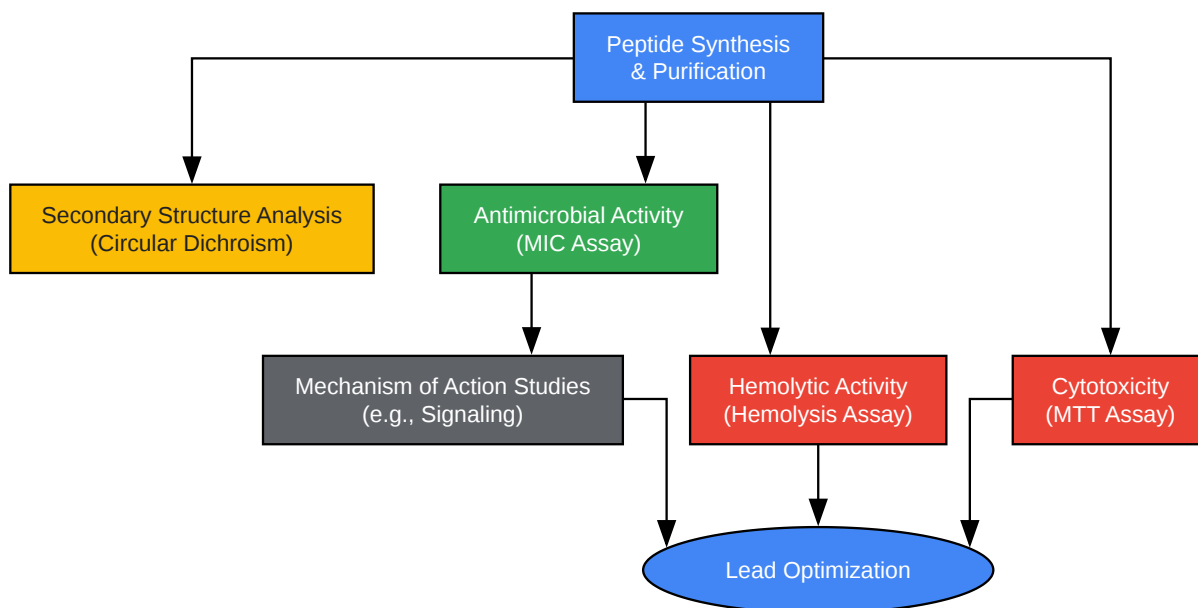 Peptide Synthesis
& Purification
Secondary Structure Analysis
(Circular Dichroism)
Antimicrobial Activity
(MIC Assay)
Mechanism of Action Studies
(e.g., Signaling)
Hemolytic Activity
(Hemolysis Assay)
Cytotoxicity
(MTT Assay)
Lead Optimization